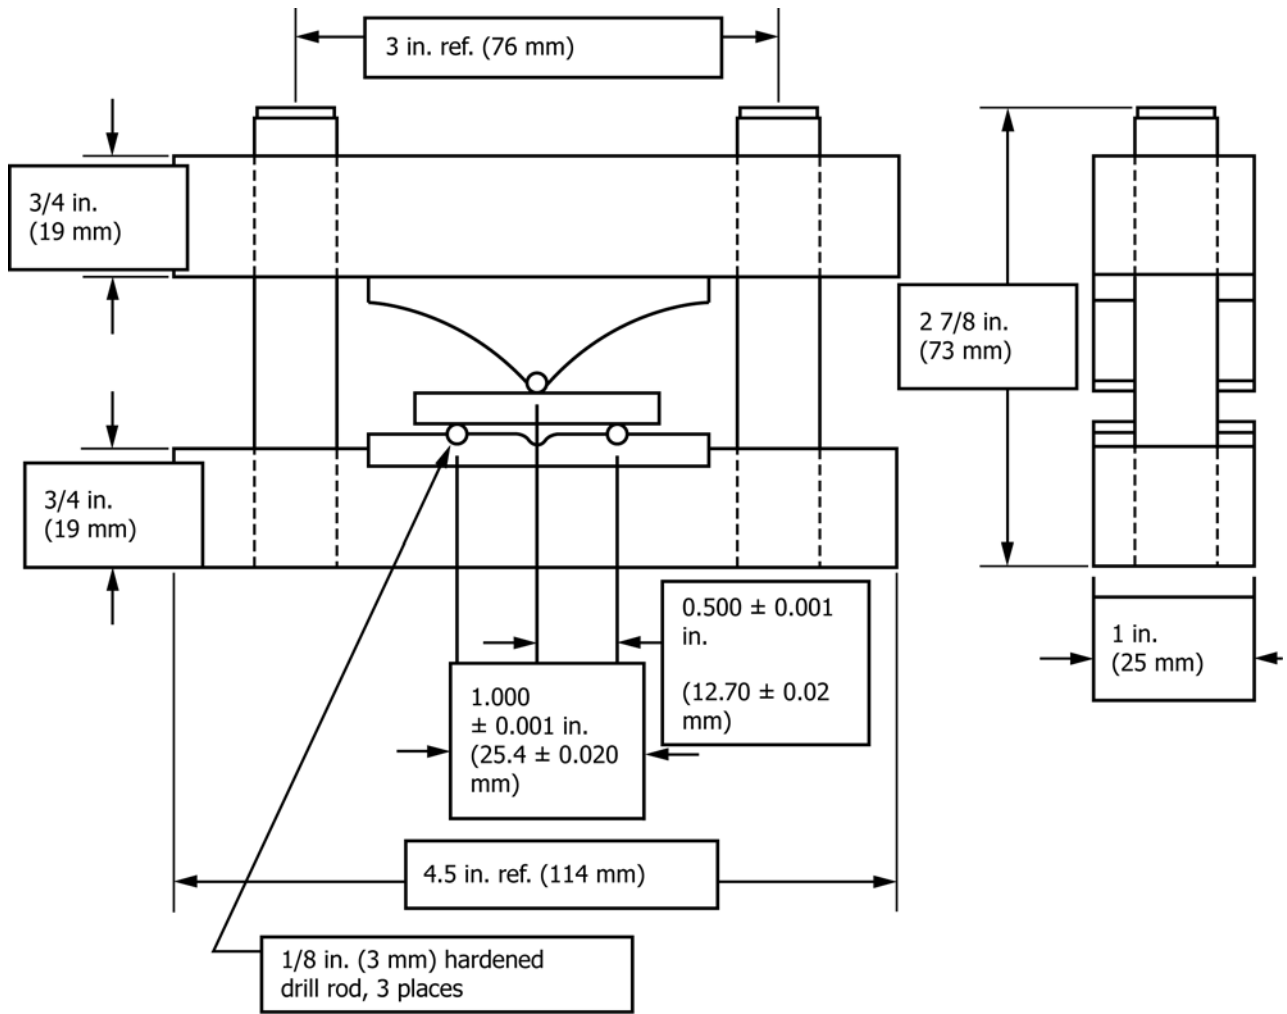 3 in. ref. (76 mm)
3/4 in.
(19 mm)
2 7/8 in.
(73 mm)
3/4 in.
(19 mm)
0.500 ± 0.001
in.
(12.70 ± 0.02
mm)
1 in.
(25 mm)
1.000
± 0.001 in.
(25.4 ± 0.020
mm)
4.5 in. ref. (114 mm)
1/8 in. (3 mm) hardened
drill rod, 3 places